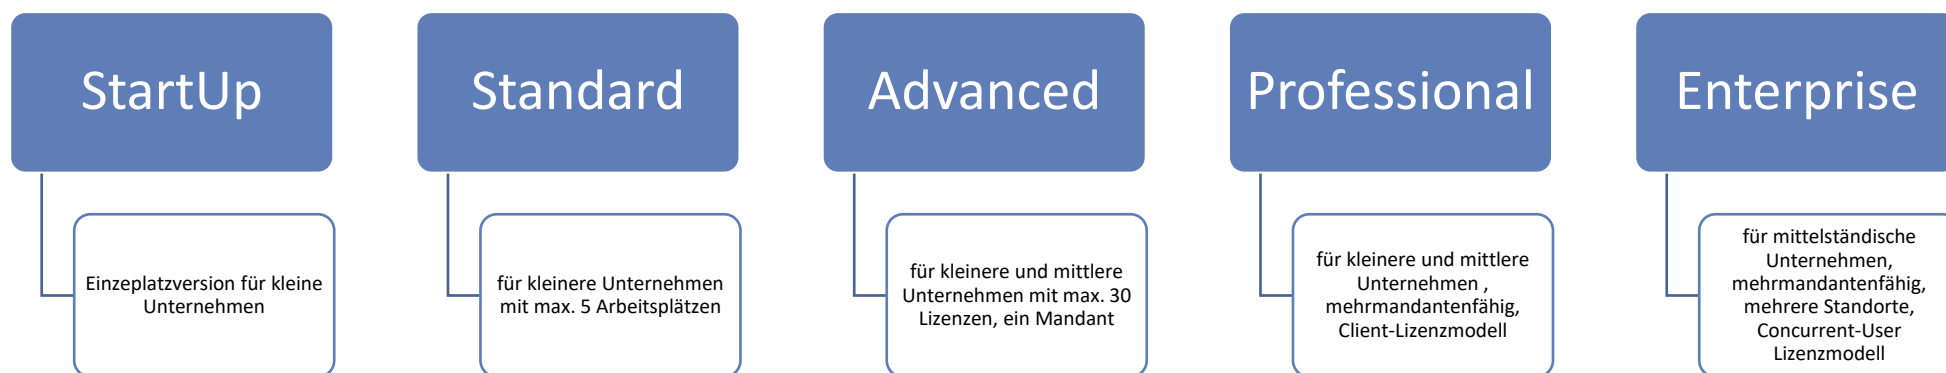 StartUp
Einzeplatzversion für kleine
Unternehmen
Standard
für kleinere Unternehmen
mit max. 5 Arbeitsplätzen
Advanced
für kleinere und mittlere
Unternehmen mit max. 30
Lizenzen, ein Mandant
Professional
für kleinere und mittlere
Unternehmen ,
mehrmandantenfähig,
Client-Lizenzmodell
Enterprise
für mittelständische
Unternehmen,
mehrmandantenfähig,
mehrere Standorte,
Concurrent-User
Lizenzmodell